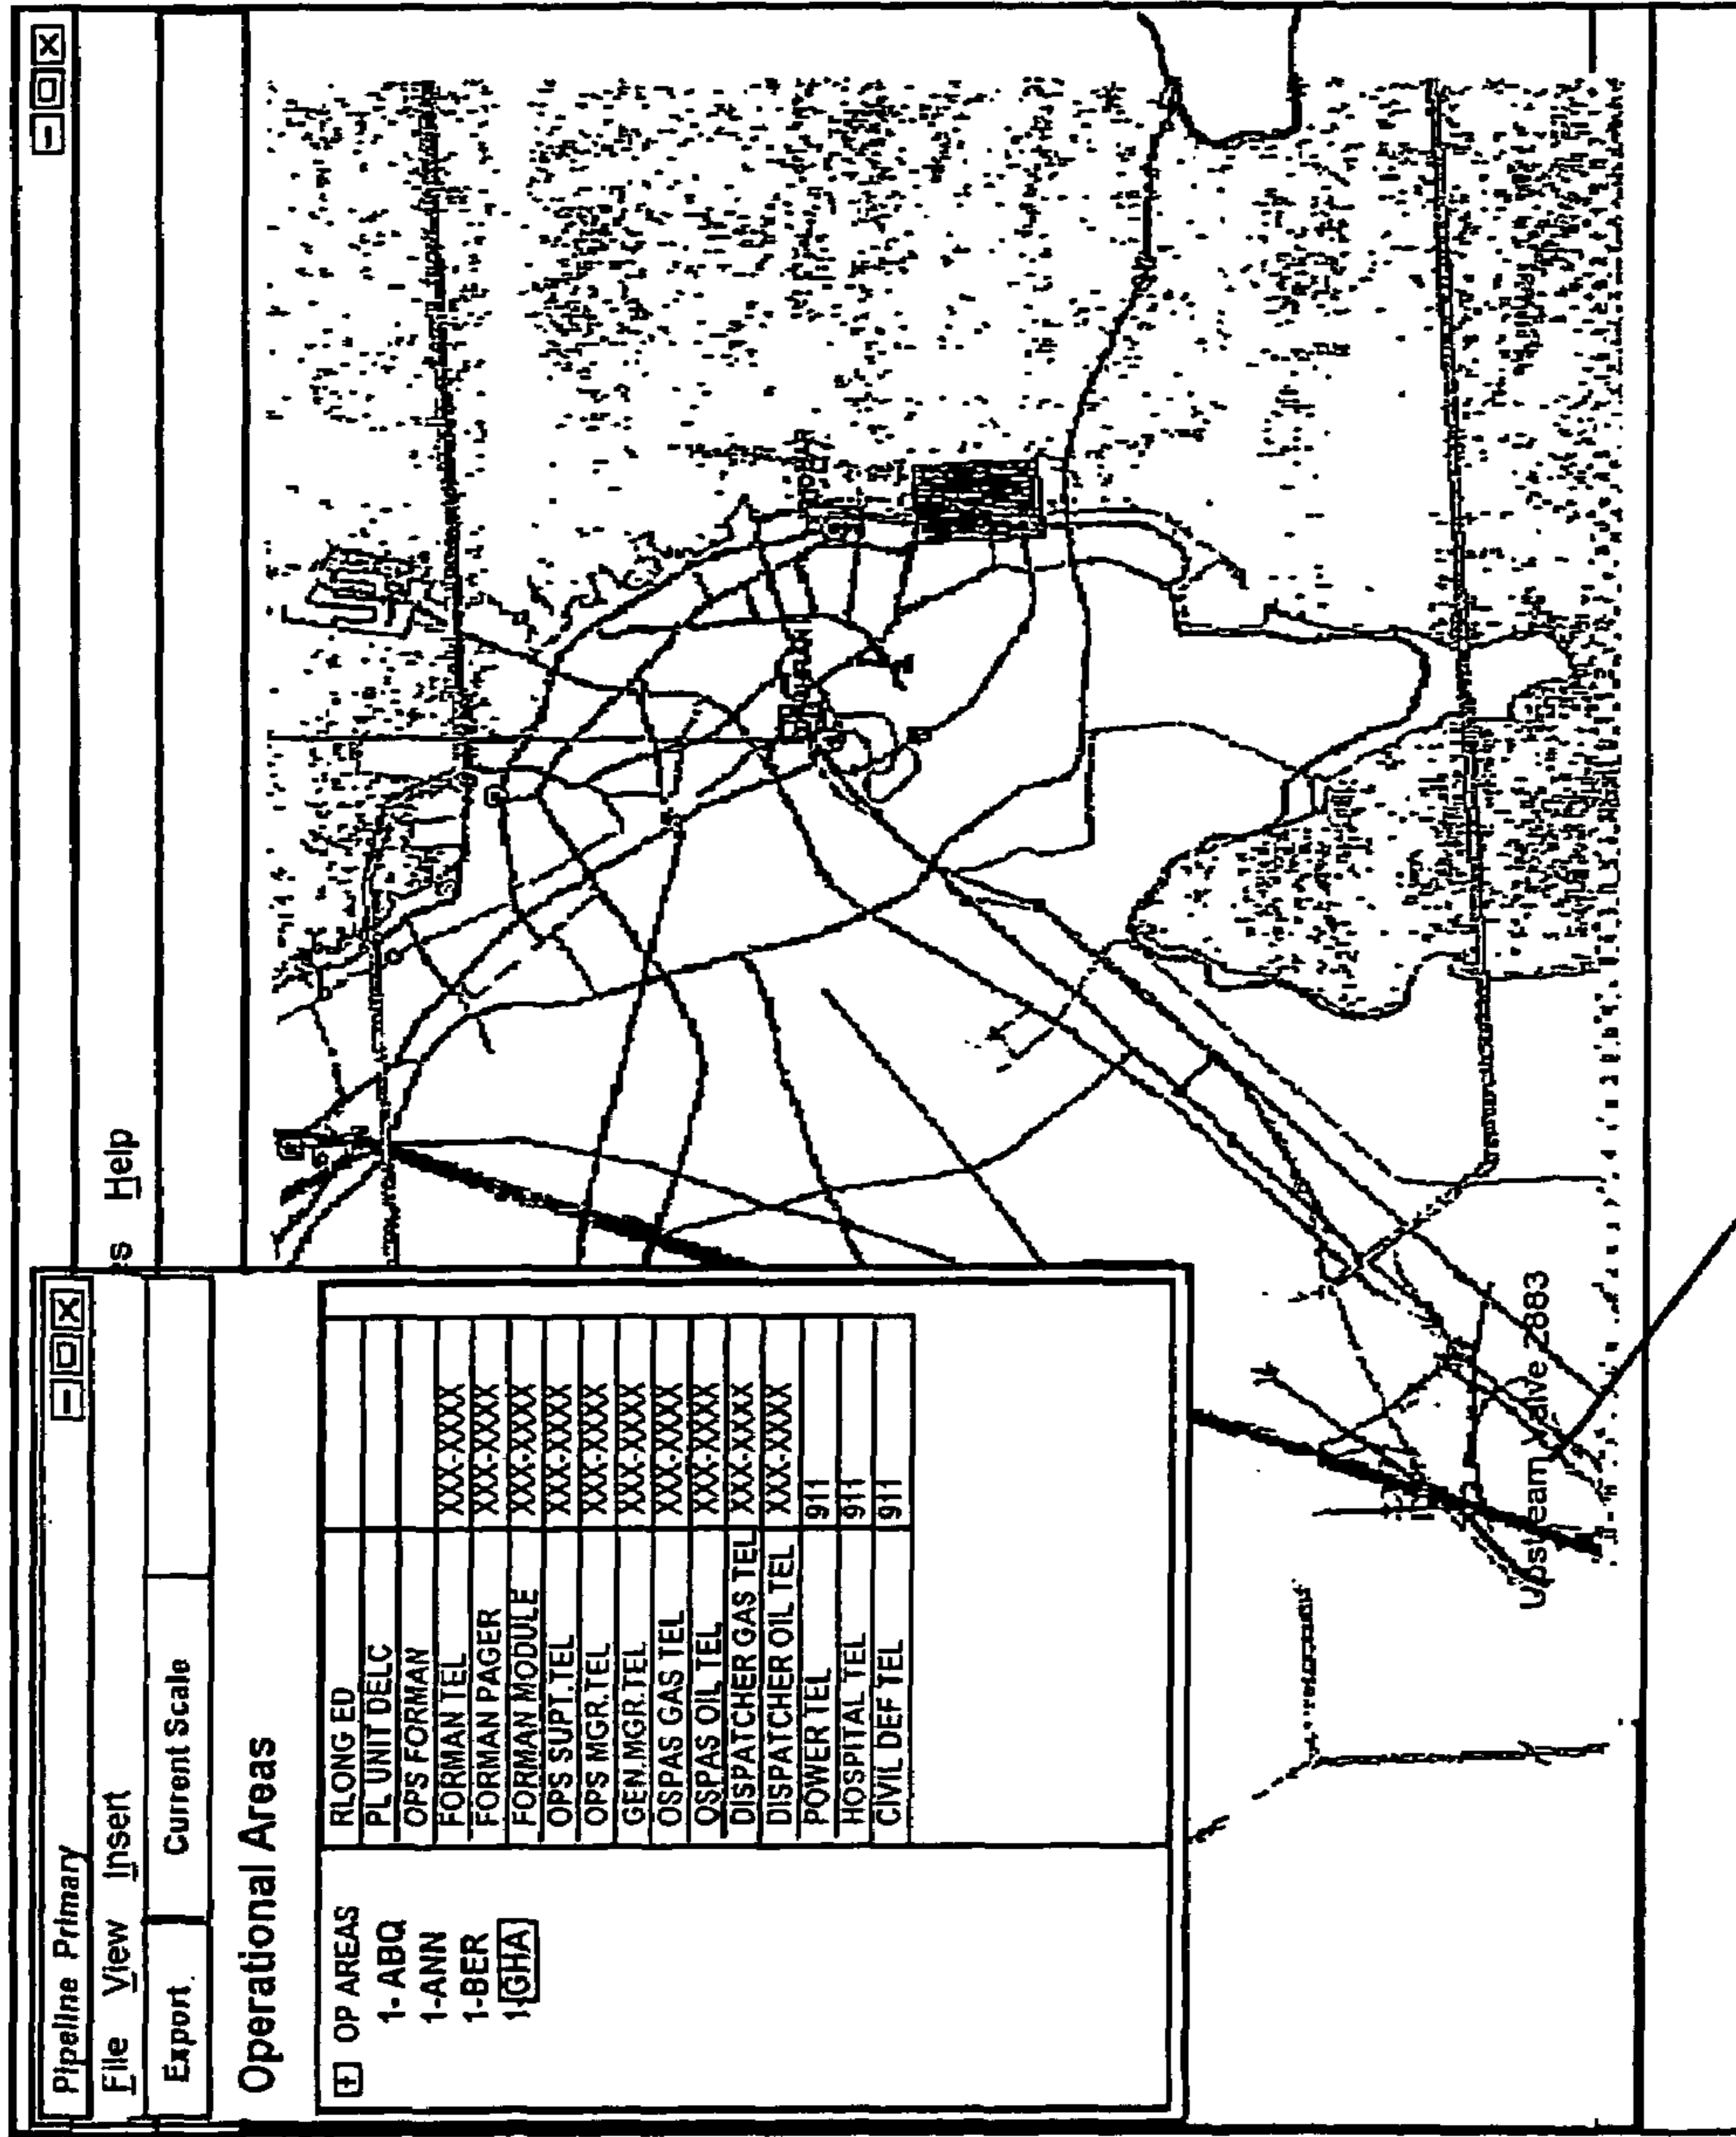 Pipeline Primary
File View Insert
es Help
Export. Current Scale
Operational Areas
OP AREAS
1- ABQ
1-ANN
1-BER
1-GHA
RLONG ED
PL UNIT DELC
OPS FORMAN
FORMAN TEL XXX-XXXX
FORMAN PAGER XXX-XXXX
FORMAN MODULE XXX-XXXX
OPS SUPT.TEL XXX-XXXX
OPS MGR.TEL XXX-XXXX
GEN.MGR.TEL XXX-XXXX
OSPAS GAS TEL XXX-XXXX
OSPAS OIL TEL XXX-XXXX
DISPATCHER GAS TEL XXX-XXXX
DISPATCHER OIL TEL XXX-XXXX
POWER TEL 911
HOSPITAL TEL 911
CIVIL DEF TEL 911
Upsteam Valve 2883